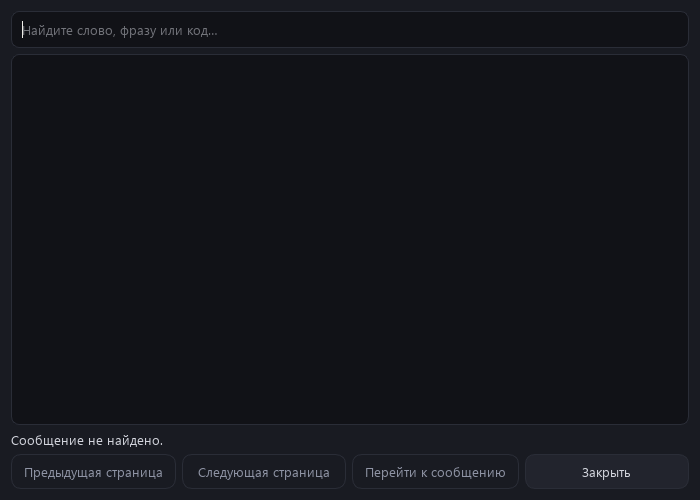 Найдите слово, фразу или код…
Сообщение не найдено.
Предыдущая страница
Следующая страница
Перейти к сообщению
Закрыть